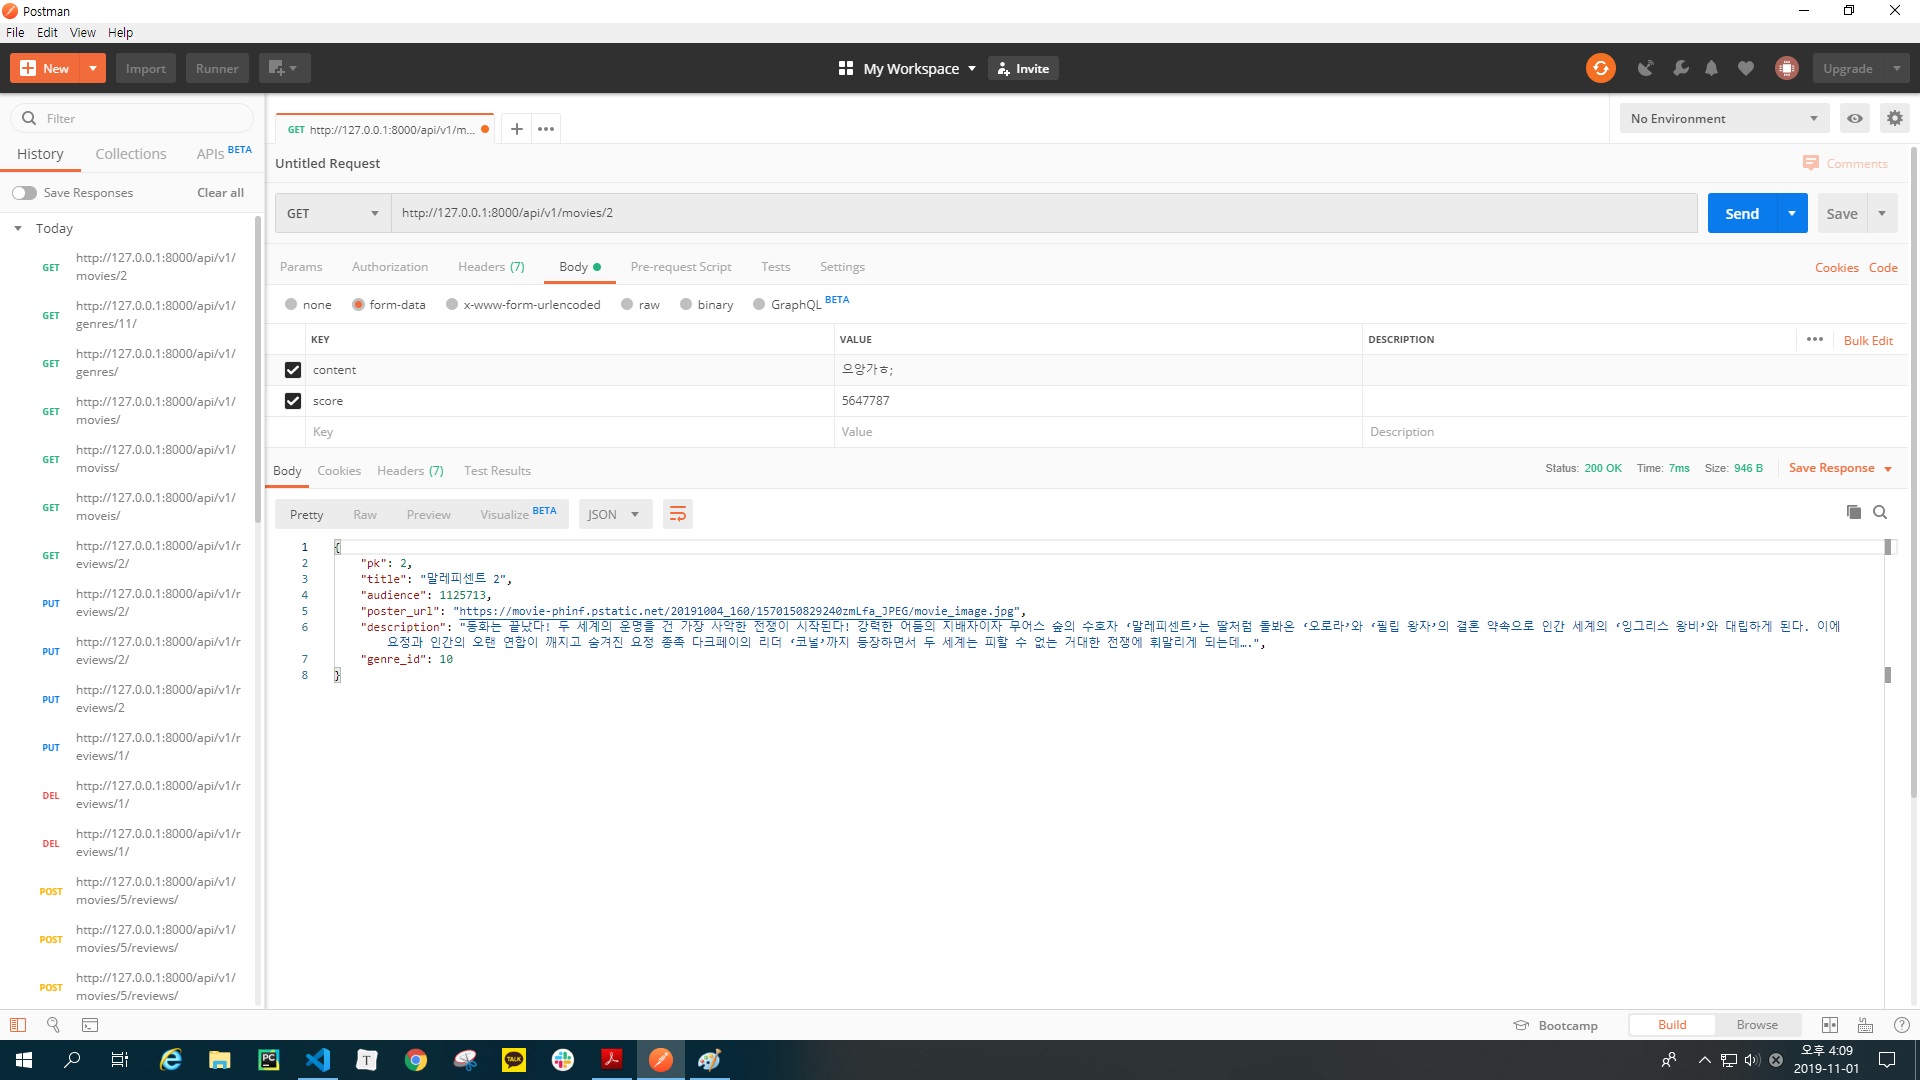 Postman
File Edit View Help
New Import Runner My Workspace Invite Upgrade
Filter
History Collections APIs BETA
Save Responses Clear all
Today
GET http://127.0.0.1:8000/api/v1/
movies/2
GET http://127.0.0.1:8000/api/v1/
genres/11/
GET http://127.0.0.1:8000/api/v1/
genres/
GET http://127.0.0.1:8000/api/v1/
movies/
GET http://127.0.0.1:8000/api/v1/
moviss/
GET http://127.0.0.1:8000/api/v1/
moveis/
GET http://127.0.0.1:8000/api/v1/r
eviews/2/
PUT http://127.0.0.1:8000/api/v1/r
eviews/2/
PUT http://127.0.0.1:8000/api/v1/r
eviews/2/
PUT http://127.0.0.1:8000/api/v1/r
eviews/2
PUT http://127.0.0.1:8000/api/v1/r
eviews/1/
DEL http://127.0.0.1:8000/api/v1/r
eviews/1/
DEL http://127.0.0.1:8000/api/v1/r
eviews/1/
POST http://127.0.0.1:8000/api/v1/
movies/5/reviews/
POST http://127.0.0.1:8000/api/v1/
movies/5/reviews/
POST http://127.0.0.1:8000/api/v1/
movies/5/reviews/
GET http://127.0.0.1:8000/api/v1/m...
No Environment
Untitled Request Comments
GET http://127.0.0.1:8000/api/v1/movies/2 Send Save
Params Authorization Headers (7) Body Pre-request Script Tests Settings Cookies Code
none form-data x-www-form-urlencoded raw binary GraphQL BETA
KEY VALUE DESCRIPTION Bulk Edit
content 으앙가ㅎ;
score 5647787
Key Value Description
Body Cookies Headers (7) Test Results Status: 200 OK Time: 7ms Size: 946 B Save Response
Pretty Raw Preview Visualize BETA JSON
1 {
2 "pk": 2,
3 "title": "말레피센트 2",
4 "audience": 1125713,
5 "poster_url": "https://movie-phinf.pstatic.net/20191004_160/1570150829240zmLfa_JPEG/movie_image.jpg",
6 "description": "동화는 끝났다! 두 세계의 운명을 건 가장 사악한 전쟁이 시작된다! 강력한 어둠의 지배자이자 무어스 숲의 수호자 ‘말레피센트’는 딸처럼 돌봐온 ‘오로라’와 ‘필립 왕자’의 결혼 약속으로 인간 세계의 ‘잉그리스 왕비’와 대립하게 된다. 이에
요정과 인간의 오랜 연합이 깨지고 숨겨진 요정 종족 다크페이의 리더 ‘코널’까지 등장하면서 두 세계는 피할 수 없는 거대한 전쟁에 휘말리게 되는데….",
7 "genre_id": 10
8 }
Bootcamp Build Browse
PC T TALK
오후 4:09
2019-11-01